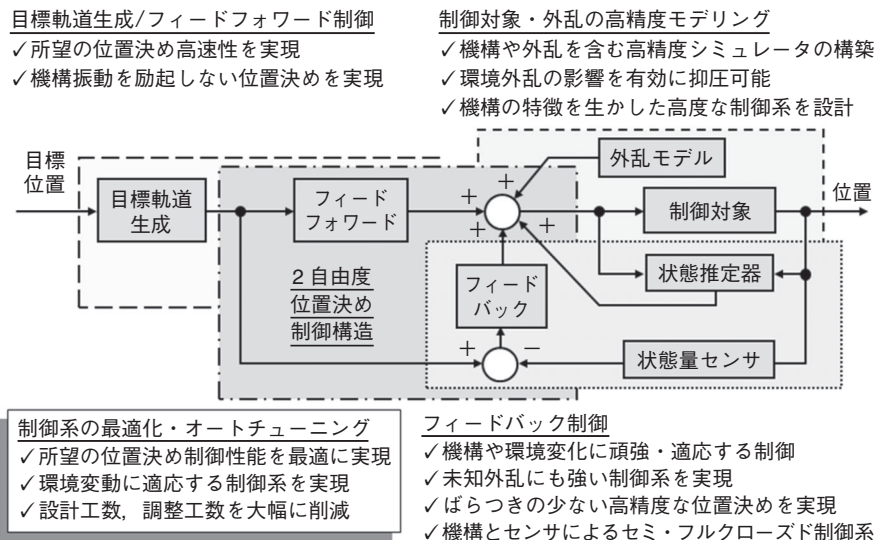 目標軌道生成/フィードフォワード制御
✓所望の位置決め高速性を実現
✓機構振動を励起しない位置決めを実現
制御対象・外乱の高精度モデリング
✓機構や外乱を含む高精度シミュレータの構築
✓環境外乱の影響を有効に抑圧可能
✓機構の特徴を生かした高度な制御系を設計
目標
位置
目標軌道
生成
フィード
フォワード
外乱モデル
+
+
+
+
制御対象
位置
状態推定器
2自由度
位置決め
制御構造
フィード
バック
+
−
状態量センサ
制御系の最適化・オートチューニング
✓所望の位置決め制御性能を最適に実現
✓環境変動に適応する制御系を実現
✓設計工数，調整工数を大幅に削減
フィードバック制御
✓機構や環境変化に頑強・適応する制御
✓未知外乱にも強い制御系を実現
✓ばらつきの少ない高精度な位置決めを実現
✓機構とセンサによるセミ・フルクローズド制御系